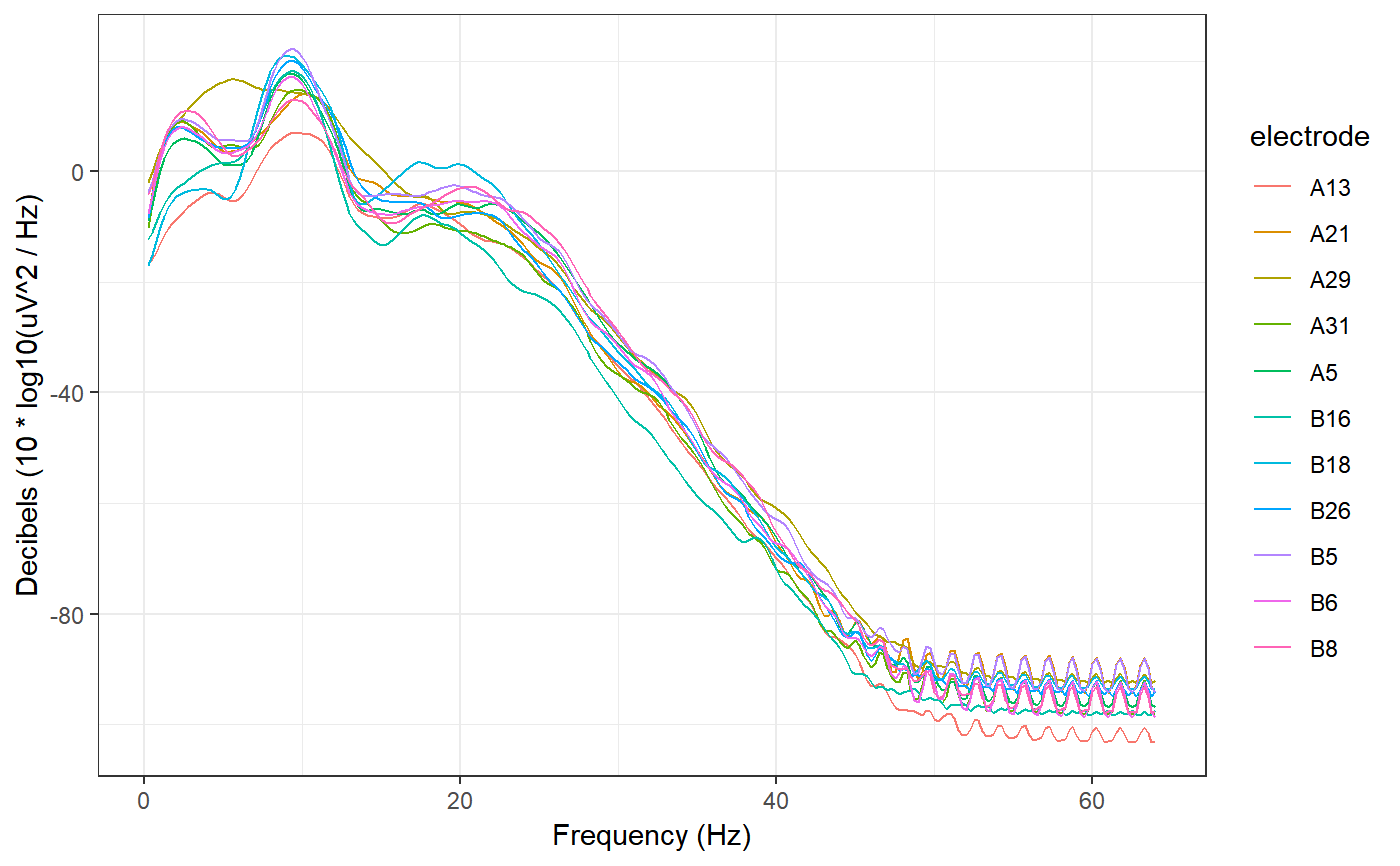 Decibels (10 * log10(uV^2 / Hz)
0
-40
-80
0
20
40
60
Frequency (Hz)
electrode
A13
A21
A29
A31
A5
B16
B18
B26
B5
B6
B8